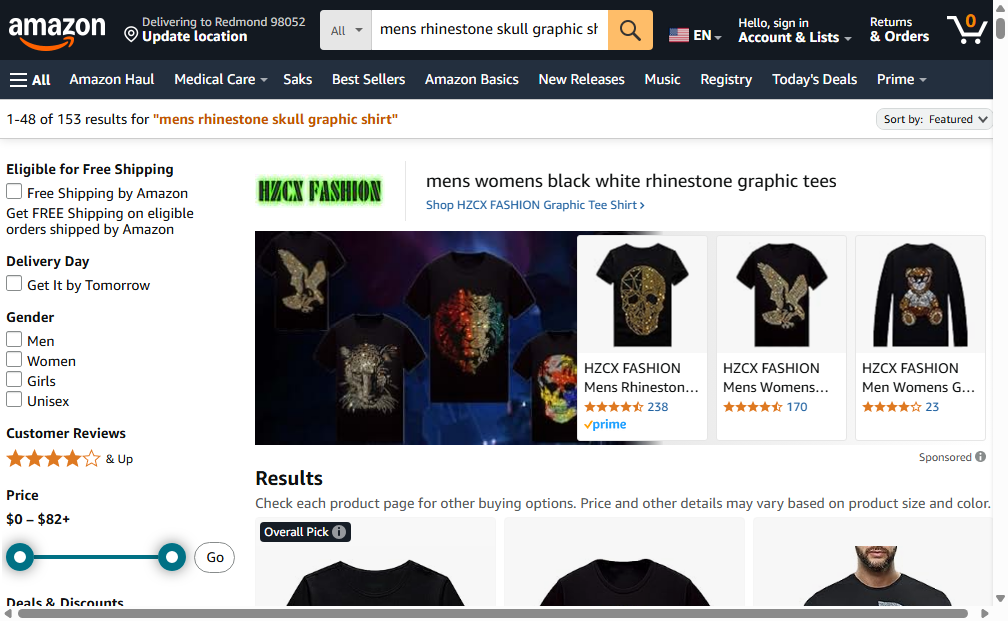 amazon
Delivering to Redmond 98052
Update location
All
mens rhinestone skull graphic sh
EN
Hello, sign in
Account & Lists
Returns
& Orders
0
All
Amazon Haul
Medical Care
Saks
Best Sellers
Amazon Basics
New Releases
Music
Registry
Today's Deals
Prime
1-48 of 153 results for "mens rhinestone skull graphic shirt"
Sort by: Featured
Eligible for Free Shipping
Free Shipping by Amazon
Get FREE Shipping on eligible
orders shipped by Amazon
Delivery Day
Get It by Tomorrow
Gender
Men
Women
Girls
Unisex
Customer Reviews
& Up
Price
$0 – $82+
Go
Deals & Discounts
HZCX FASHION
mens womens black white rhinestone graphic tees
Shop HZCX FASHION Graphic Tee Shirt ›
HZCX FASHION
Mens Rhineston...
238
prime
HZCX FASHION
Mens Womens...
170
HZCX FASHION
Men Womens G...
23
Sponsored
Results
Check each product page for other buying options. Price and other details may vary based on product size and color.
Overall Pick